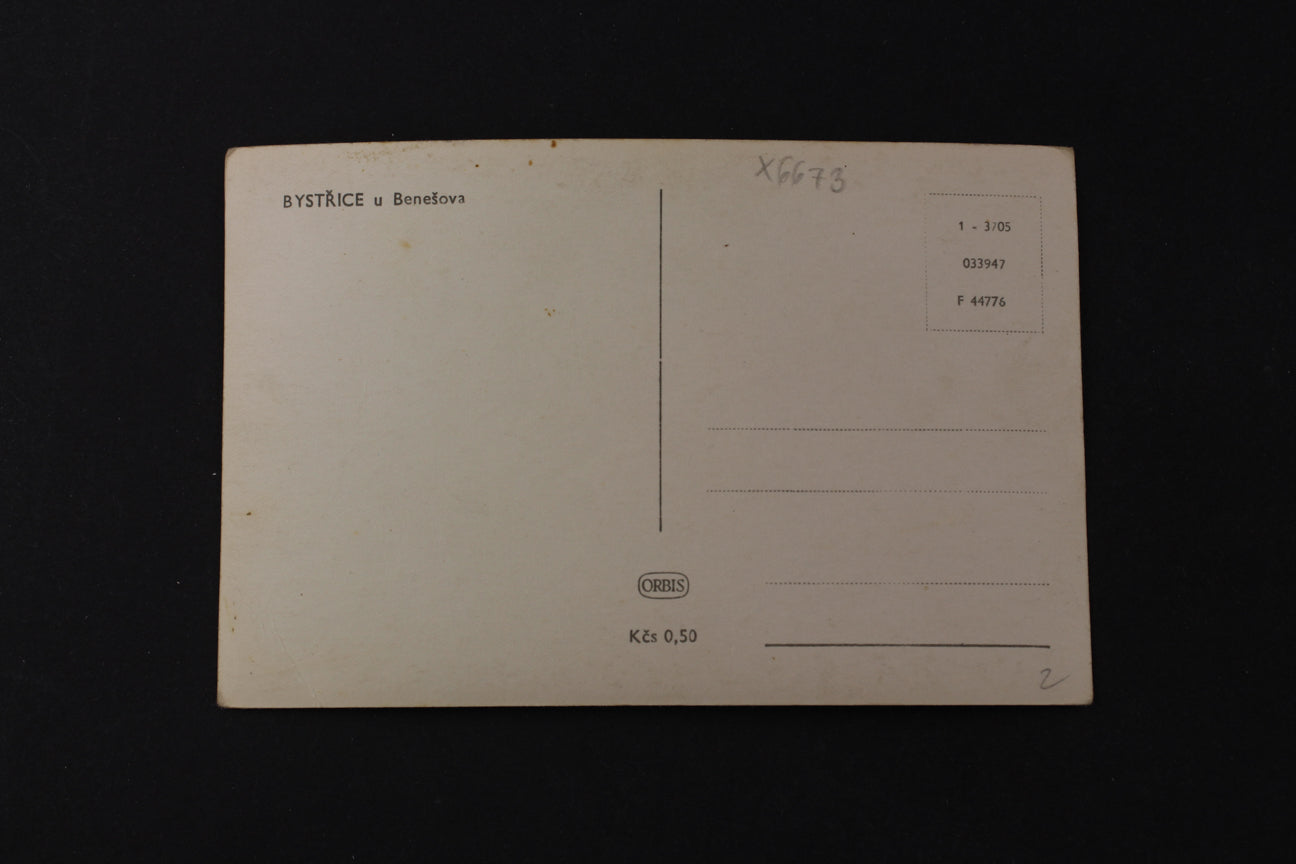 BYSTŘICE u Benešova
X6673
1 - 3705
033947
F 44776
ORBIS
Kčs 0,50
2